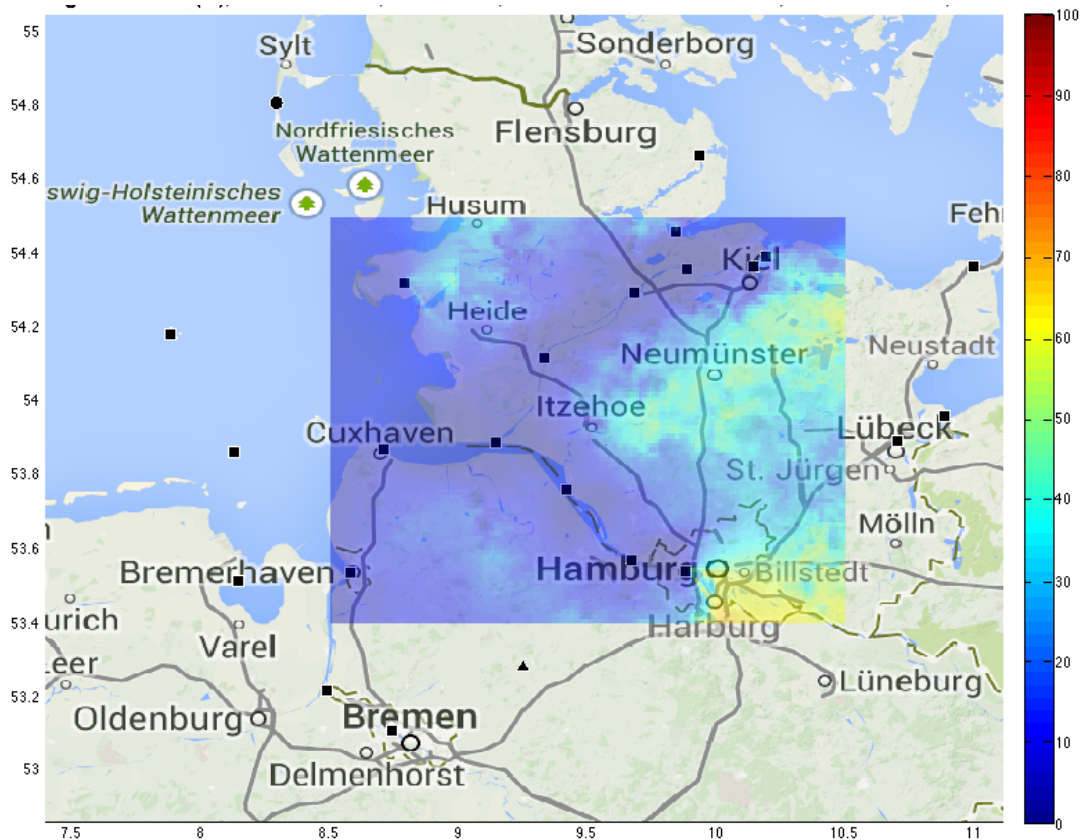 55
54.8
54.6
54.4
54.2
54
53.8
53.6
53.4
53.2
53
7.5
8
8.5
9
9.5
10
10.5
11
100
90
80
70
60
50
40
30
20
10
0
Sylt
Sonderborg
Nordfriesisches
Wattenmeer
Flensburg
swig-Holsteinisches
Wattenmeer
Husum
Feh
Kiel
Heide
Neumünster
Neustadt
Itzehoe
Cuxhaven
Lübeck
St. Jürgen
Mölln
Bremerhaven
Hamburg
Billstedt
urich
Harburg
Varel
Leer
Lüneburg
Oldenburg
Bremen
Delmenhorst